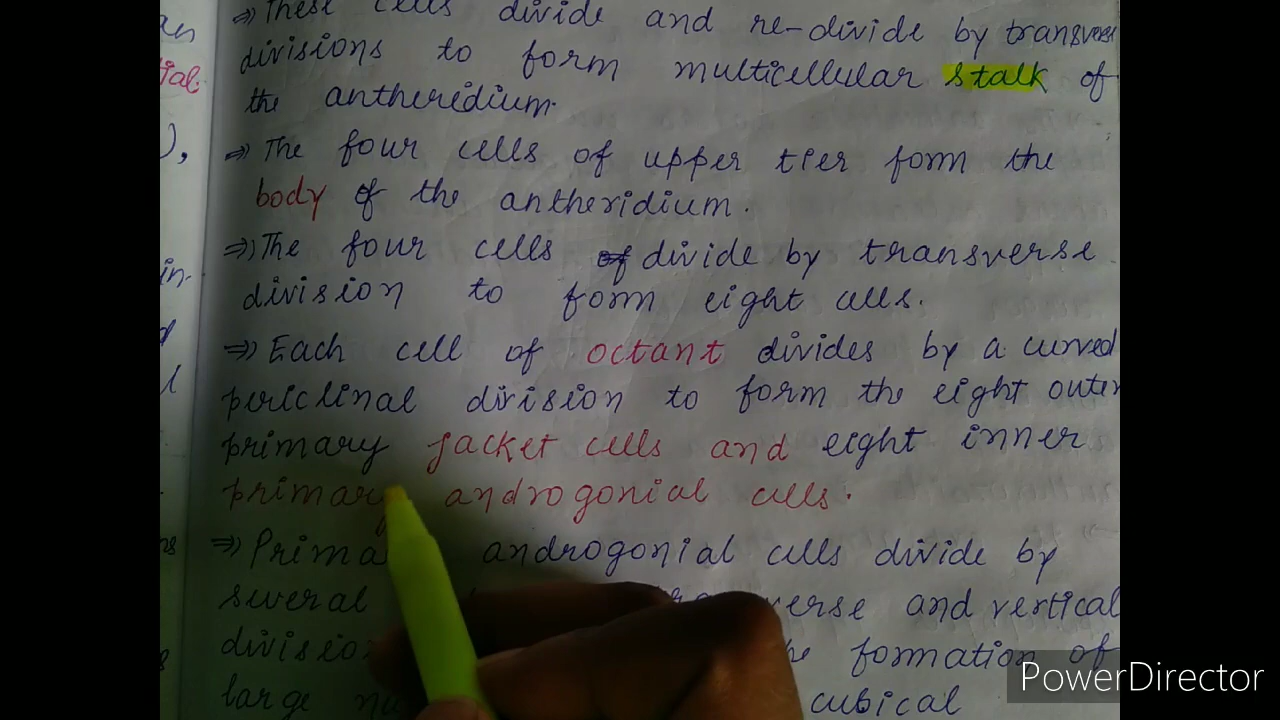 ⇒ These cells divide and re-divide by transverse
divisions to form multicellular stalk of
the antheridium.
⇒ The four cells of upper tier form the
body of the antheridium.
⇒ The four cells of divide by transverse
division to form eight cells.
⇒ Each cell of octant divides by a curved
periclinal division to form the eight outer
primary jacket cells and eight inner
primary androgonial cells.
⇒ androgonial cells divide by
several and vertical
formation of
large cubical
PowerDirector